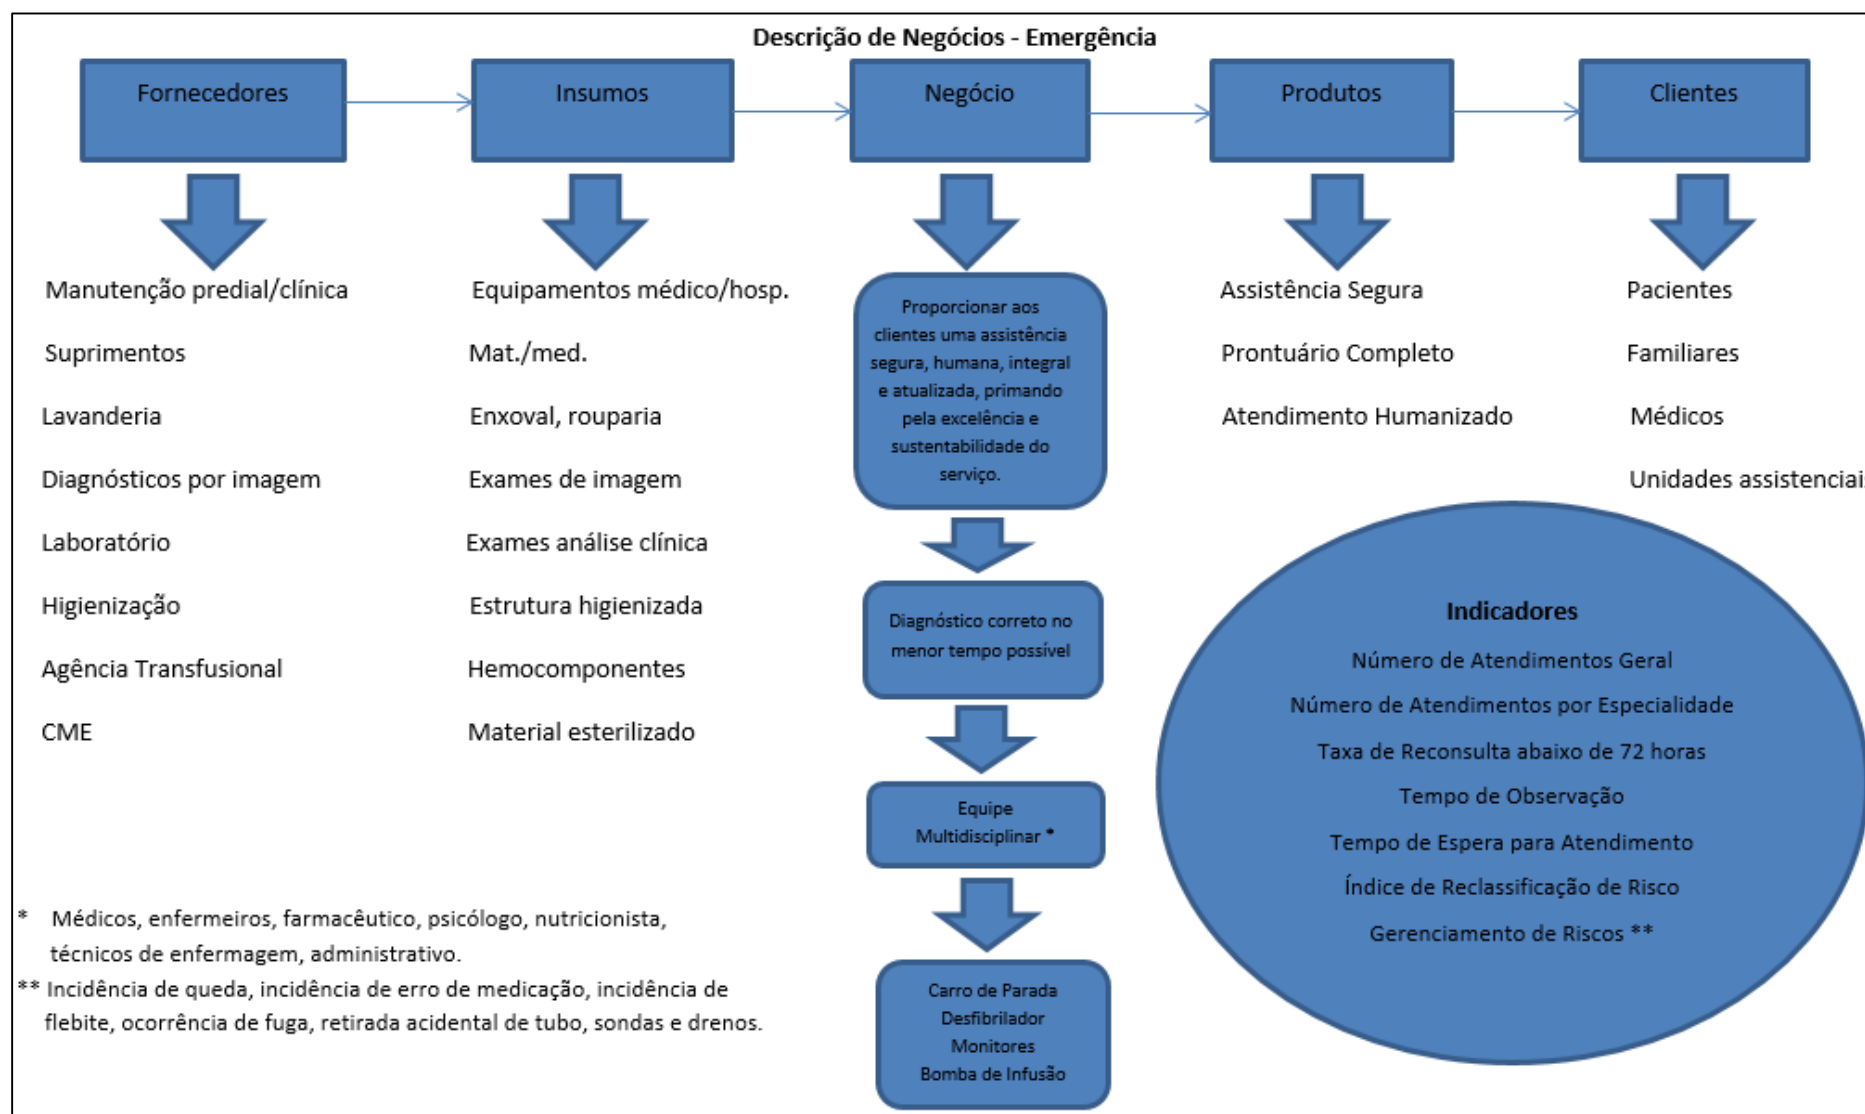 Descrição de Negócios - Emergência
Fornecedores
Insumos
Negócio
Produtos
Clientes
Manutenção predial/clínica
Suprimentos
Lavanderia
Diagnósticos por imagem
Laboratório
Higienização
Agência Transfusional
CME
Equipamentos médico/hosp.
Mat./med.
Enxoval, rouparia
Exames de imagem
Exames análise clínica
Estrutura higienizada
Hemocomponentes
Material esterilizado
Proporcionar aos
clientes uma assistência
segura, humana, integral
e atualizada, primando
pela excelência e
sustentabilidade do
serviço.
Diagnóstico correto no
menor tempo possível
Equipe
Multidisciplinar *
Carro de Parada
Desfibrilador
Monitores
Bomba de Infusão
Assistência Segura
Prontuário Completo
Atendimento Humanizado
Pacientes
Familiares
Médicos
Unidades assistenciais
Indicadores
Número de Atendimentos Geral
Número de Atendimentos por Especialidade
Taxa de Reconsulta abaixo de 72 horas
Tempo de Observação
Tempo de Espera para Atendimento
Índice de Reclassificação de Risco
Gerenciamento de Riscos **
* Médicos, enfermeiros, farmacêutico, psicólogo, nutricionista,
técnicos de enfermagem, administrativo.
** Incidência de queda, incidência de erro de medicação, incidência de
flebite, ocorrência de fuga, retirada acidental de tubo, sondas e drenos.